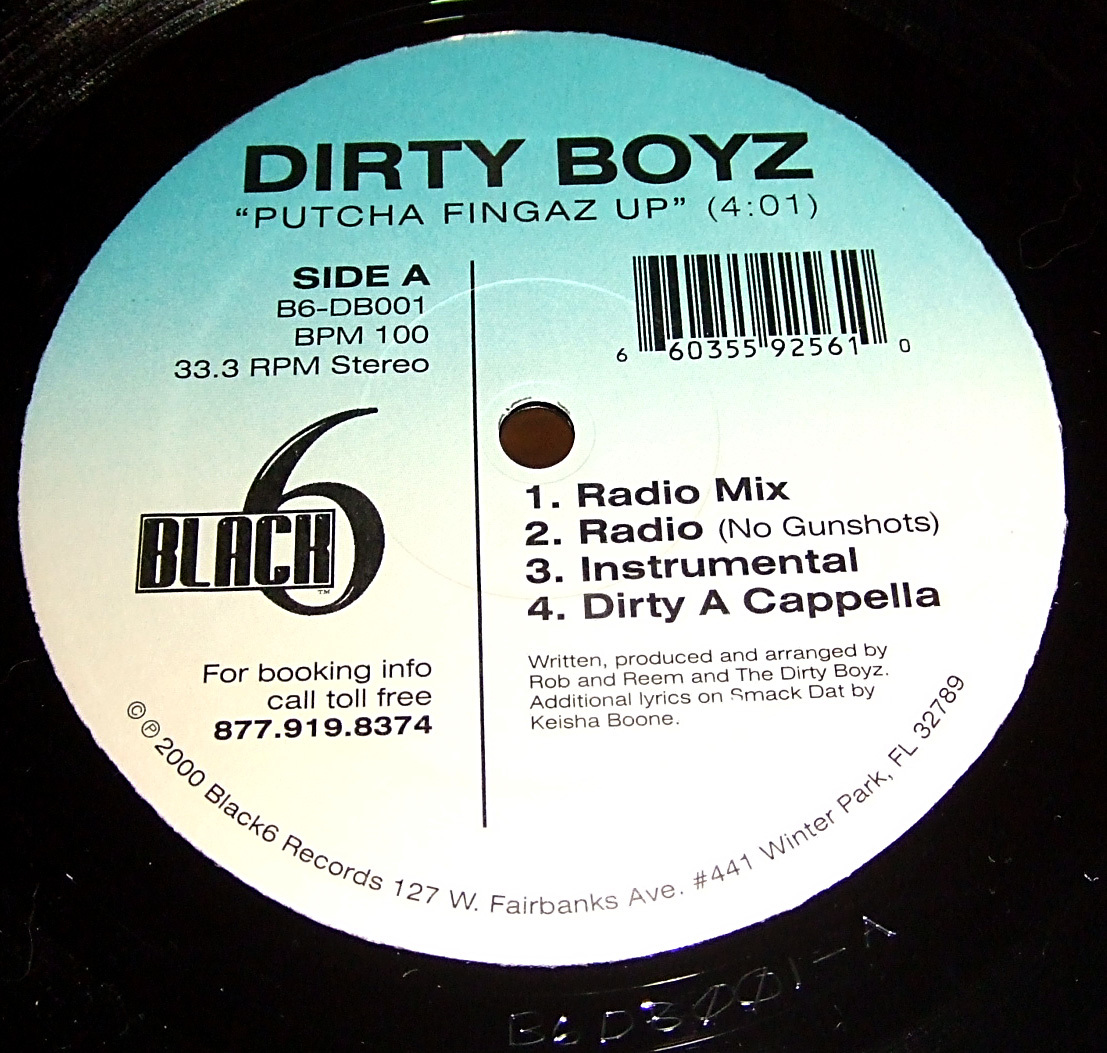 DIRTY BOYZ
“PUTCHA FINGAZ UP” (4:01)
SIDE A
B6-DB001
BPM 100
33.3 RPM Stereo
6 60355 92561 0
BLACK 6 ™
1. Radio Mix
2. Radio (No Gunshots)
3. Instrumental
4. Dirty A Cappella
Written, produced and arranged by
Rob and Reem and The Dirty Boyz.
Additional lyrics on Smack Dat by
Keisha Boone.
For booking info
call toll free
877.919.8374
© ℗ 2000 Black6 Records 127 W. Fairbanks Ave. #441 Winter Park, FL 32789